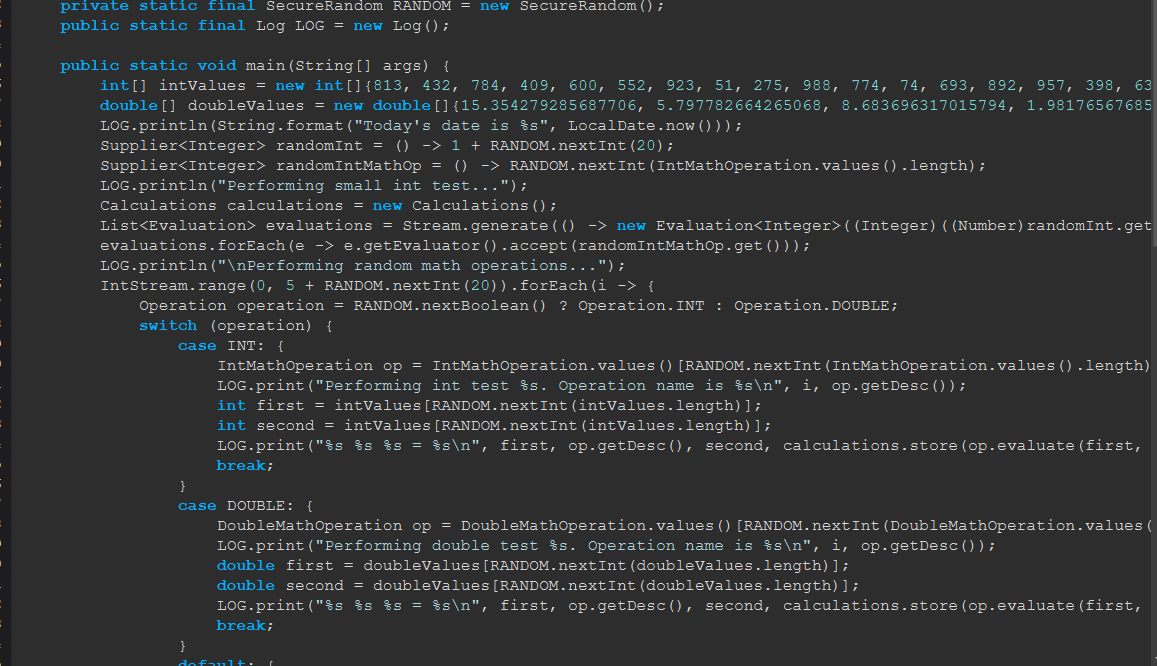 private static final SecureRandom RANDOM = new SecureRandom();
public static final Log LOG = new Log();
public static void main(String[] args) {
int[] intValues = new int[]{813, 432, 784, 409, 600, 552, 923, 51, 275, 988, 774, 74, 693, 892, 957, 398, 63
double[] doubleValues = new double[]{15.354279285687706, 5.797782664265068, 8.683696317015794, 1.98176567685
LOG.println(String.format("Today's date is %s", LocalDate.now()));
Supplier<Integer> randomInt = () -> 1 + RANDOM.nextInt(20);
Supplier<Integer> randomIntMathOp = () -> RANDOM.nextInt(IntMathOperation.values().length);
LOG.println("Performing small int test...");
Calculations calculations = new Calculations();
List<Evaluation> evaluations = Stream.generate(() -> new Evaluation<Integer>((Integer)((Number)randomInt.get
evaluations.forEach(e -> e.getEvaluator().accept(randomIntMathOp.get()));
LOG.println("\nPerforming random math operations...");
IntStream.range(0, 5 + RANDOM.nextInt(20)).forEach(i -> {
Operation operation = RANDOM.nextBoolean() ? Operation.INT : Operation.DOUBLE;
switch (operation) {
case INT: {
IntMathOperation op = IntMathOperation.values()[RANDOM.nextInt(IntMathOperation.values().length)
LOG.print("Performing int test %s. Operation name is %s\n", i, op.getDesc());
int first = intValues[RANDOM.nextInt(intValues.length)];
int second = intValues[RANDOM.nextInt(intValues.length)];
LOG.print("%s %s %s = %s\n", first, op.getDesc(), second, calculations.store(op.evaluate(first,
break;
}
case DOUBLE: {
DoubleMathOperation op = DoubleMathOperation.values()[RANDOM.nextInt(DoubleMathOperation.values(
LOG.print("Performing double test %s. Operation name is %s\n", i, op.getDesc());
double first = doubleValues[RANDOM.nextInt(doubleValues.length)];
double second = doubleValues[RANDOM.nextInt(doubleValues.length)];
LOG.print("%s %s %s = %s\n", first, op.getDesc(), second, calculations.store(op.evaluate(first,
break;
}
default: {